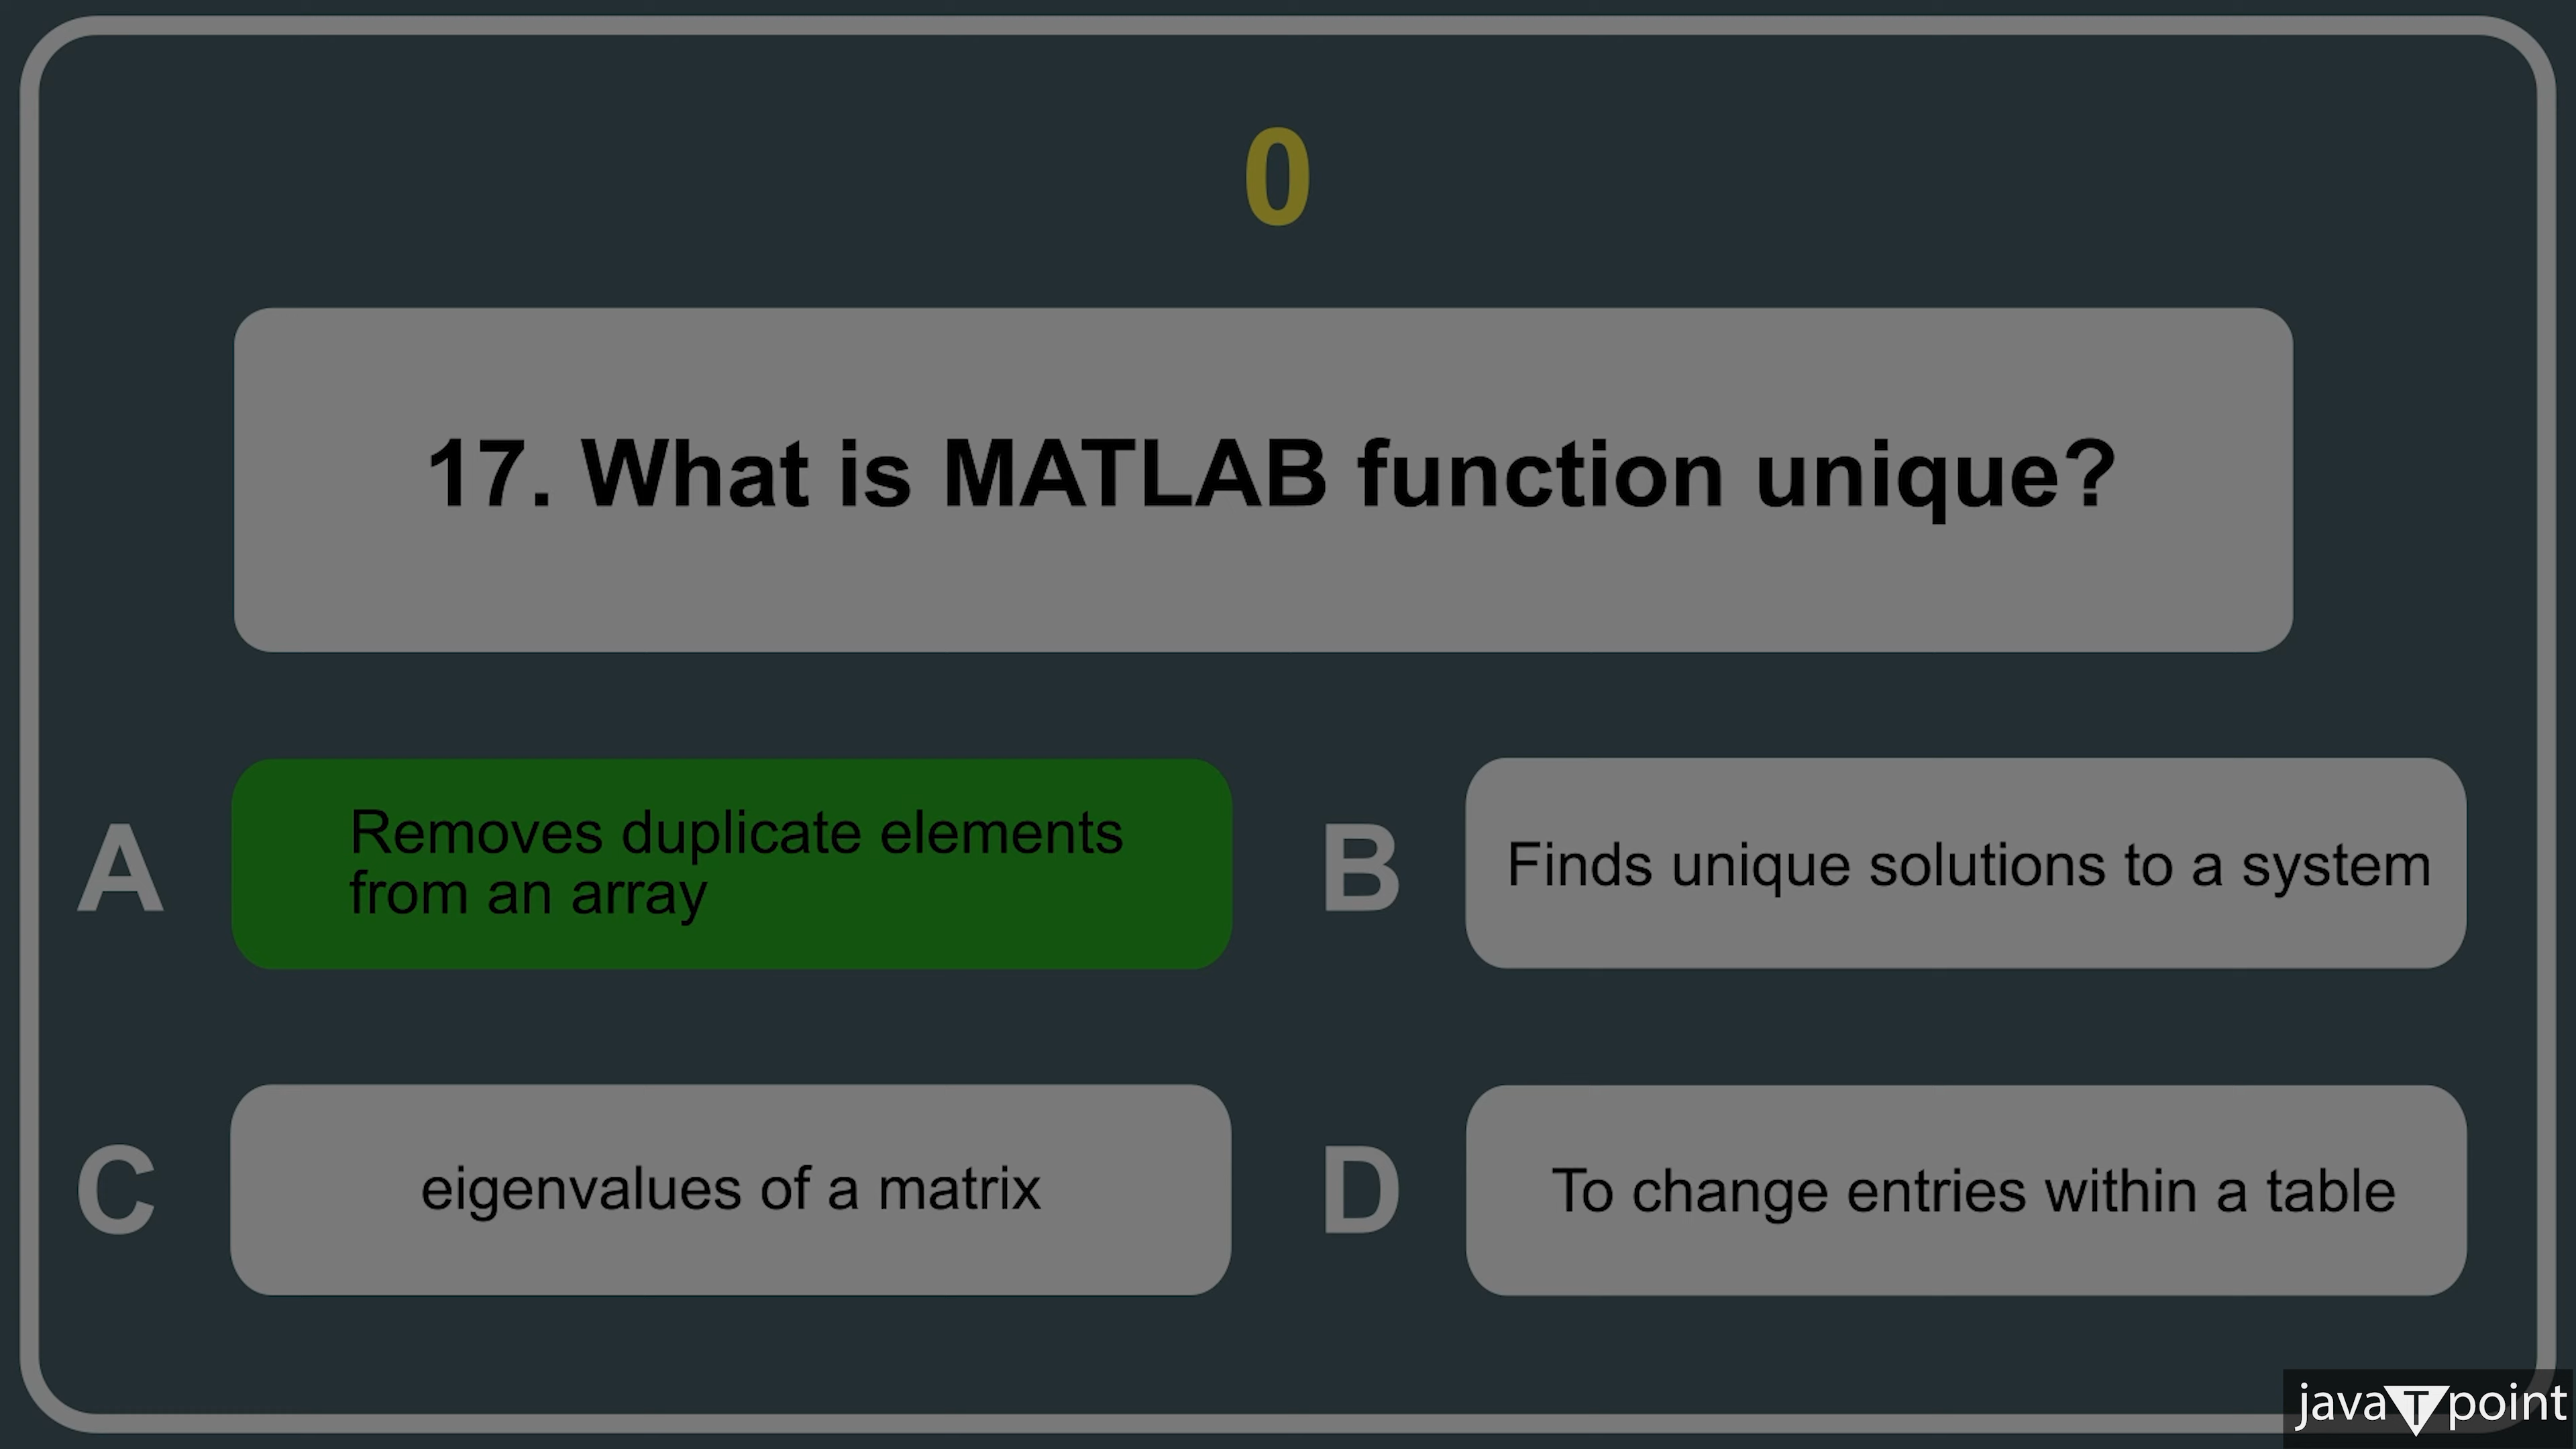 0
17. What is MATLAB function unique?
A
Removes duplicate elements
from an array
B
Finds unique solutions to a system
C
eigenvalues of a matrix
D
To change entries within a table
javaTpoint